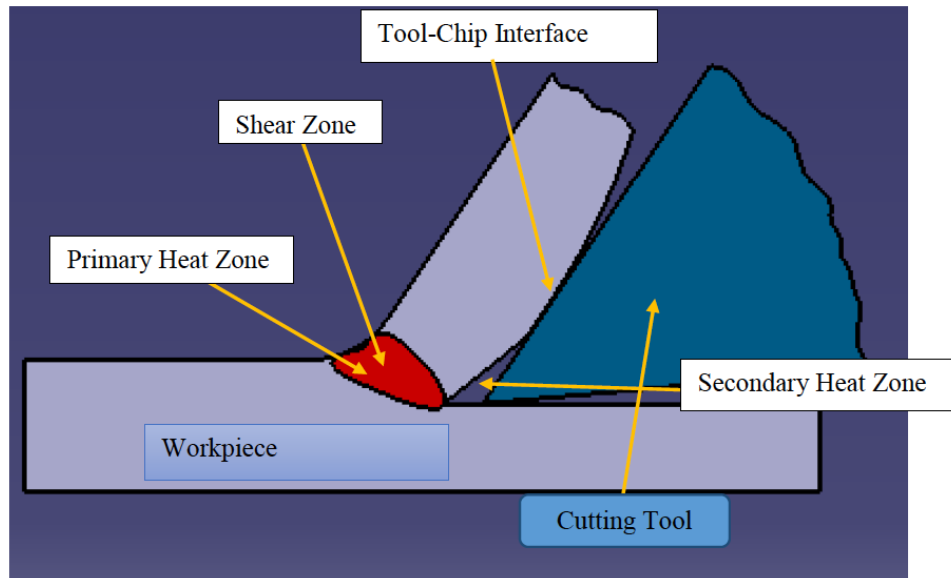 Tool-Chip Interface
Shear Zone
Primary Heat Zone
Secondary Heat Zone
Workpiece
Cutting Tool